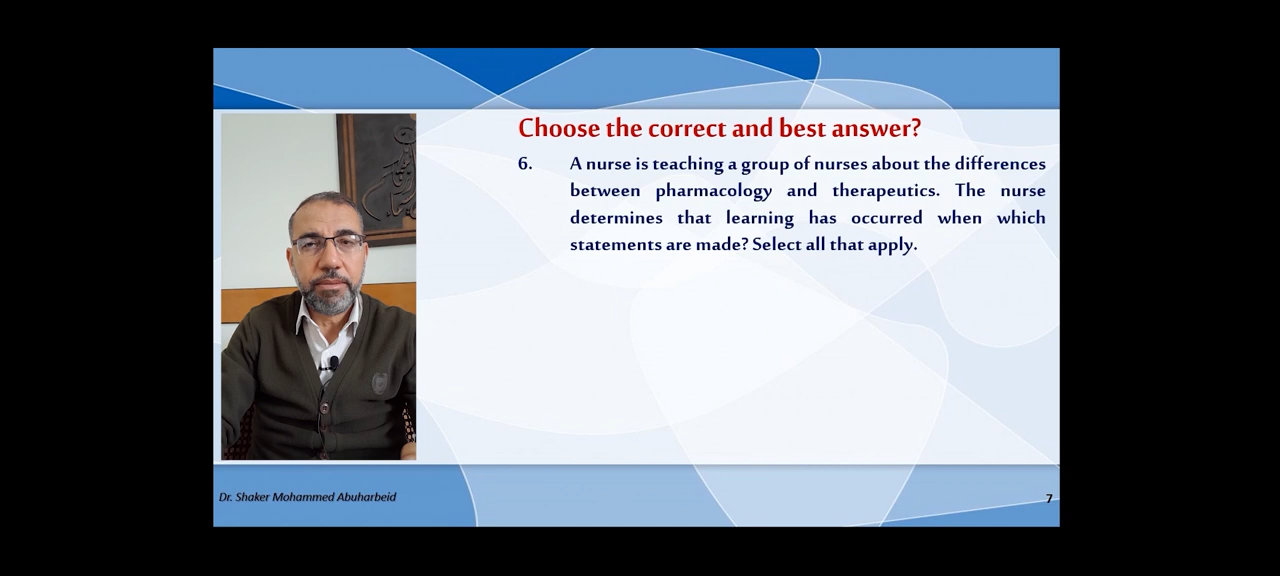 Choose the correct and best answer?
6. A nurse is teaching a group of nurses about the differences
between pharmacology and therapeutics. The nurse
determines that learning has occurred when which
statements are made? Select all that apply.
Dr. Shaker Mohammed Abuharbeid
7